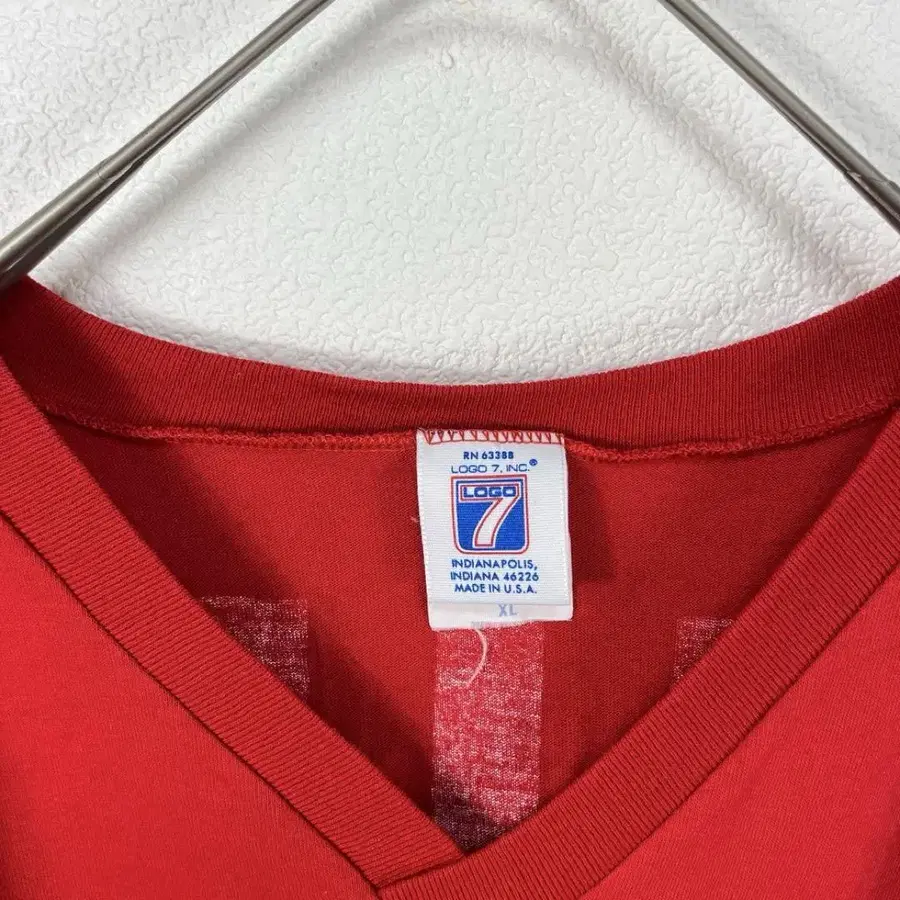 RN 63388
LOGO 7, INC.®
LOGO
7
INDIANAPOLIS,
INDIANA 46226
MADE IN U.S.A.
XL